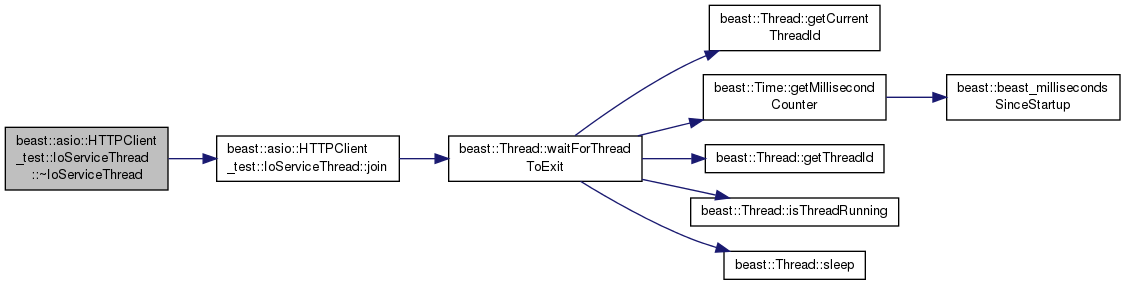 beast::asio::HTTPClient
_test::IoServiceThread
::~IoServiceThread
beast::asio::HTTPClient
_test::IoServiceThread::join
beast::Thread::waitForThread
ToExit
beast::Thread::getCurrent
ThreadId
beast::Time::getMillisecond
Counter
beast::beast_milliseconds
SinceStartup
beast::Thread::getThreadId
beast::Thread::isThreadRunning
beast::Thread::sleep